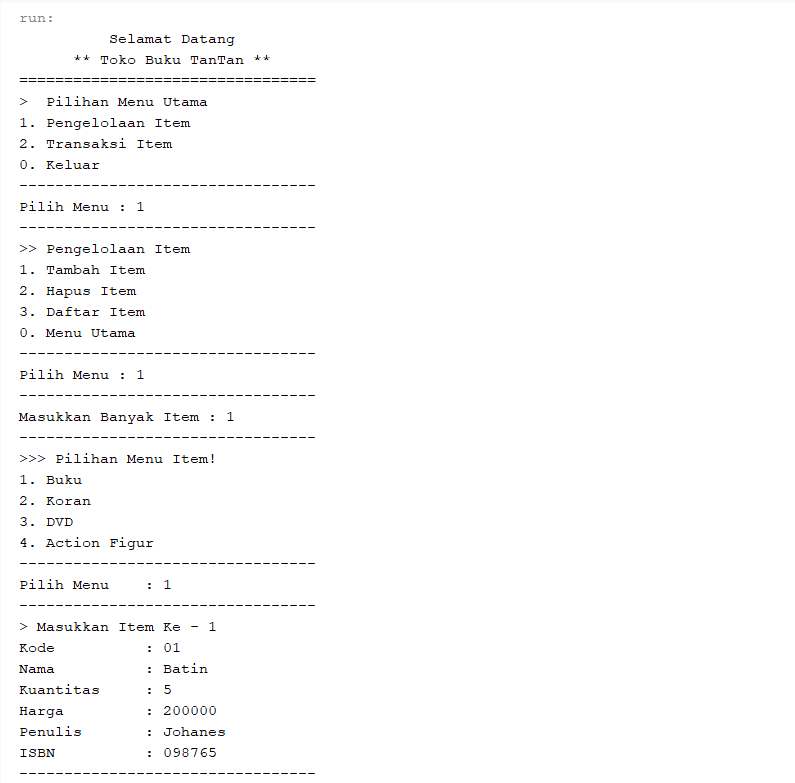 run:
Selamat Datang
** Toko Buku TanTan **
=================================
>  Pilihan Menu Utama
1. Pengelolaan Item
2. Transaksi Item
0. Keluar
---------------------------------
Pilih Menu : 1
---------------------------------
>> Pengelolaan Item
1. Tambah Item
2. Hapus Item
3. Daftar Item
0. Menu Utama
---------------------------------
Pilih Menu : 1
---------------------------------
Masukkan Banyak Item : 1
---------------------------------
>>> Pilihan Menu Item!
1. Buku
2. Koran
3. DVD
4. Action Figur
---------------------------------
Pilih Menu    : 1
---------------------------------
> Masukkan Item Ke - 1
Kode          : 01
Nama          : Batin
Kuantitas     : 5
Harga         : 200000
Penulis       : Johanes
ISBN          : 098765
---------------------------------